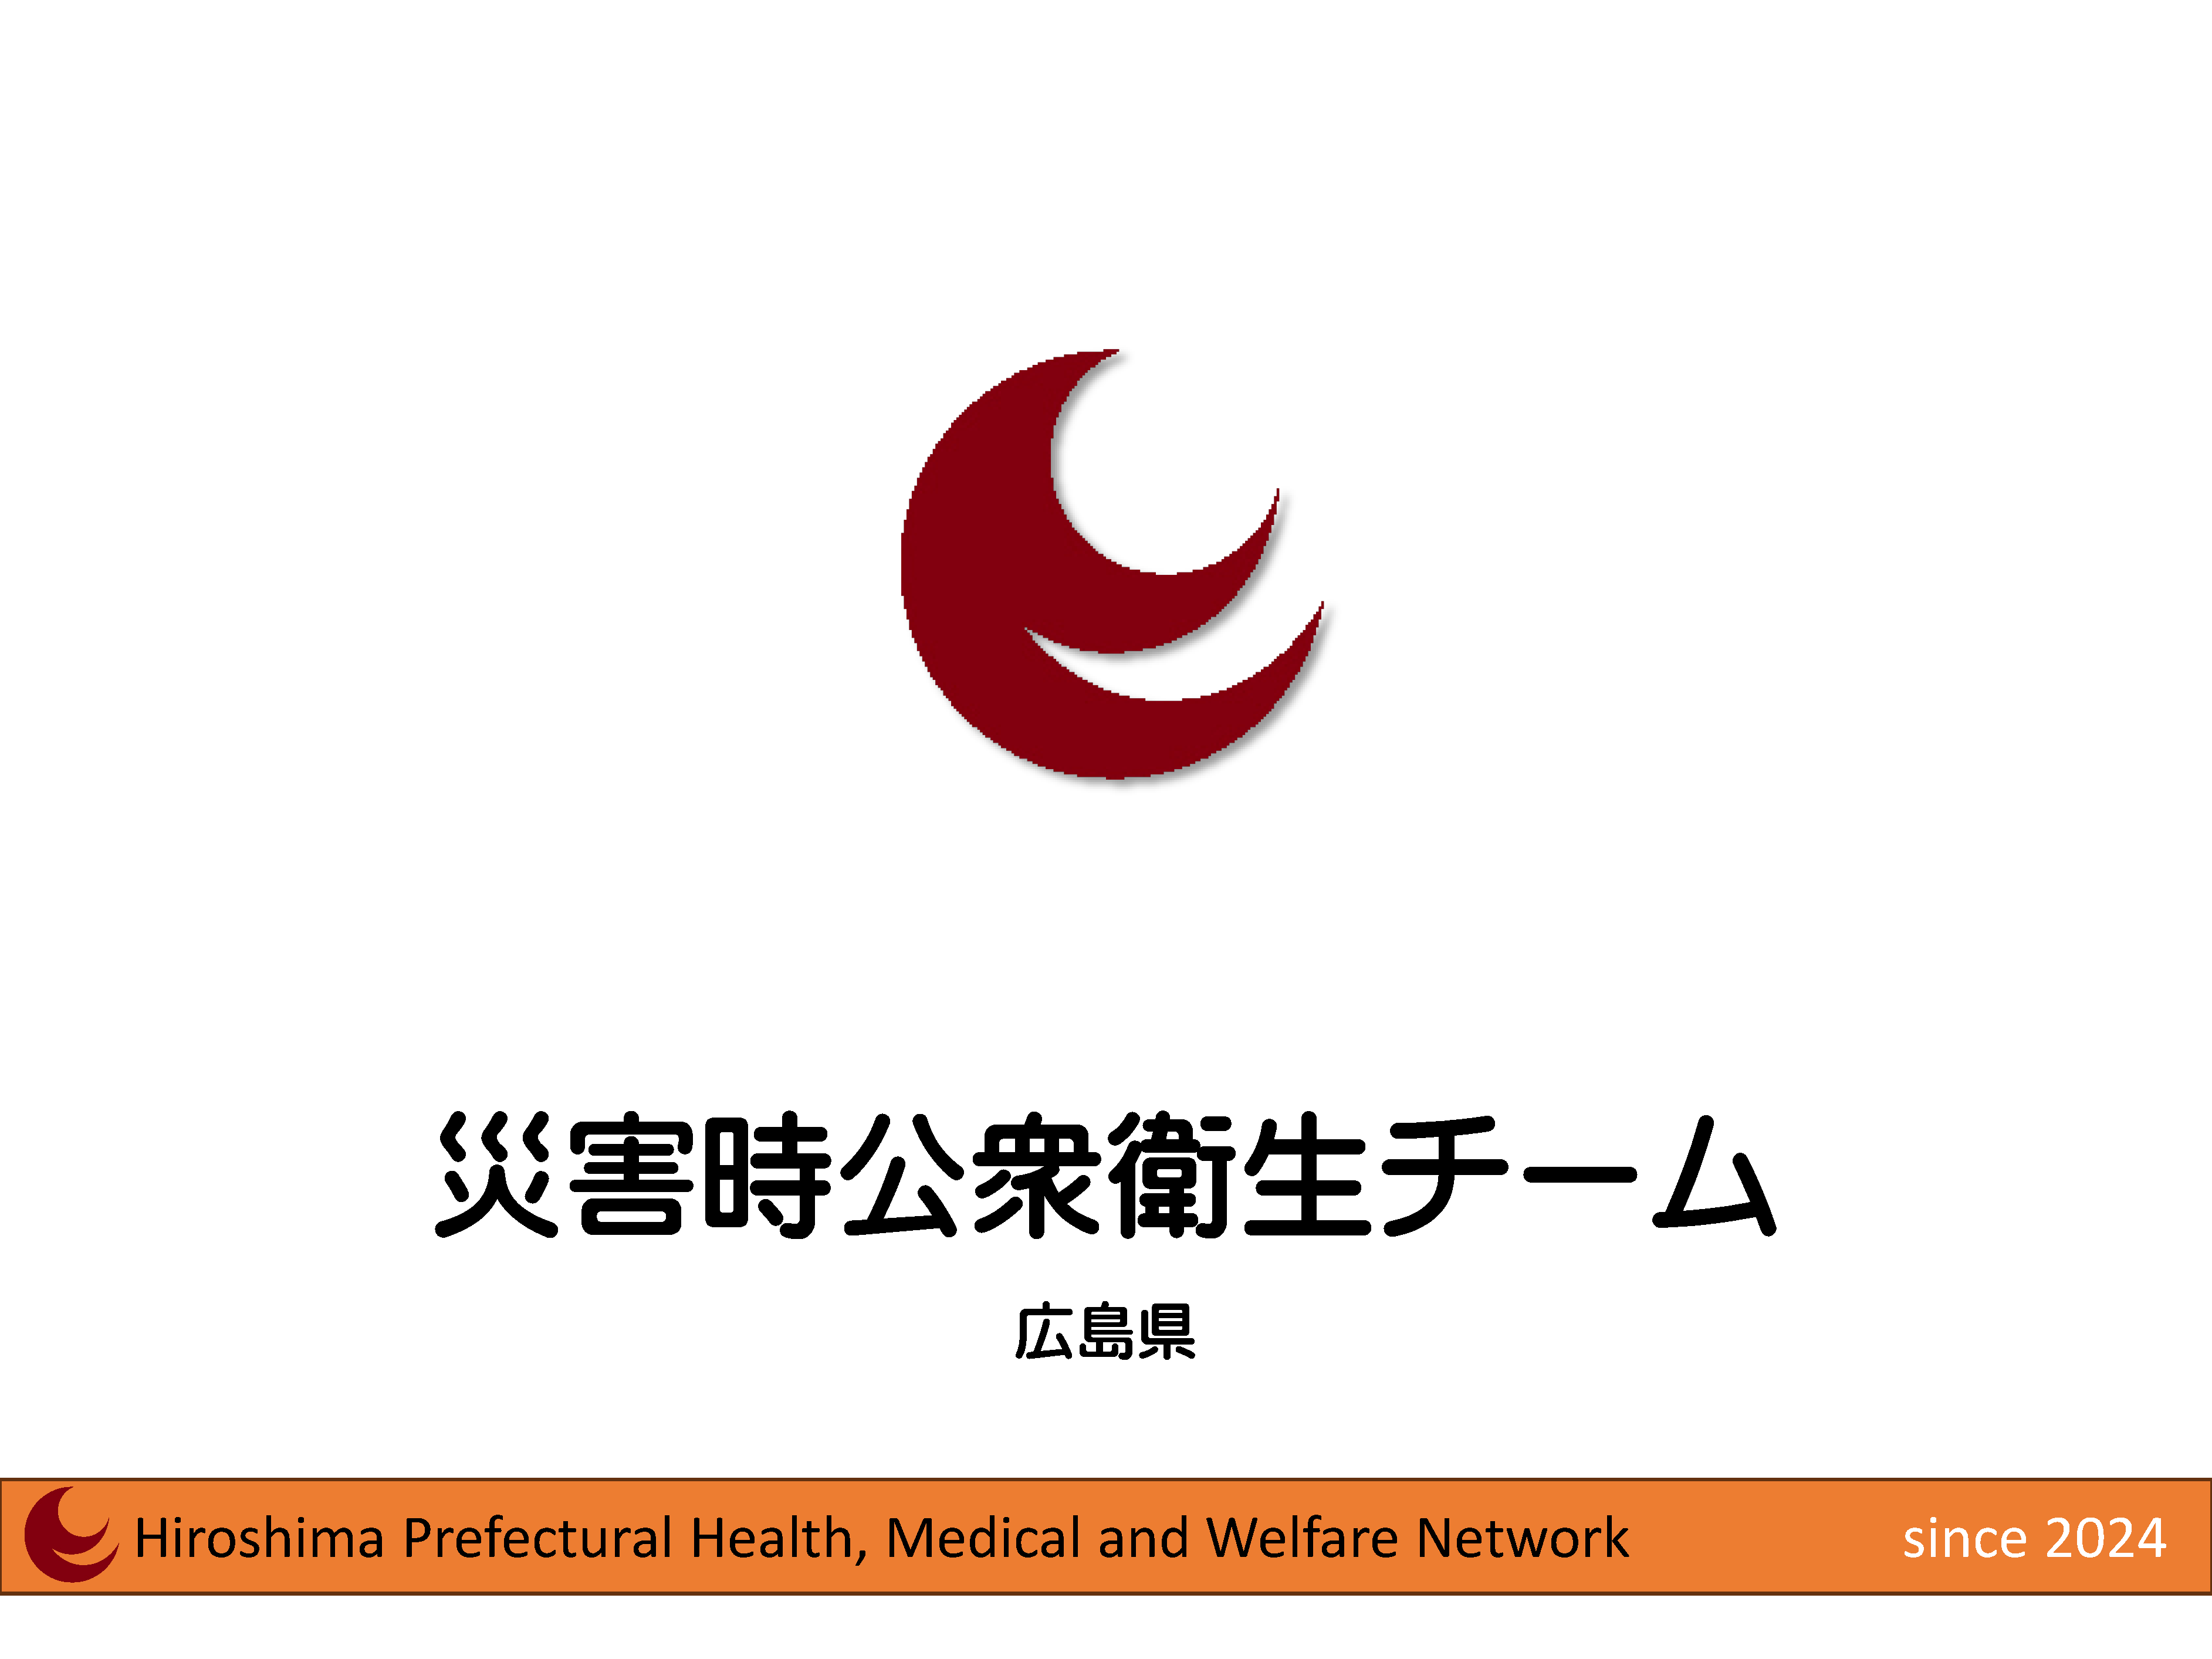 災害時公衆衛生チーム
広島県
Hiroshima Prefectural Health, Medical and Welfare Network
since 2024